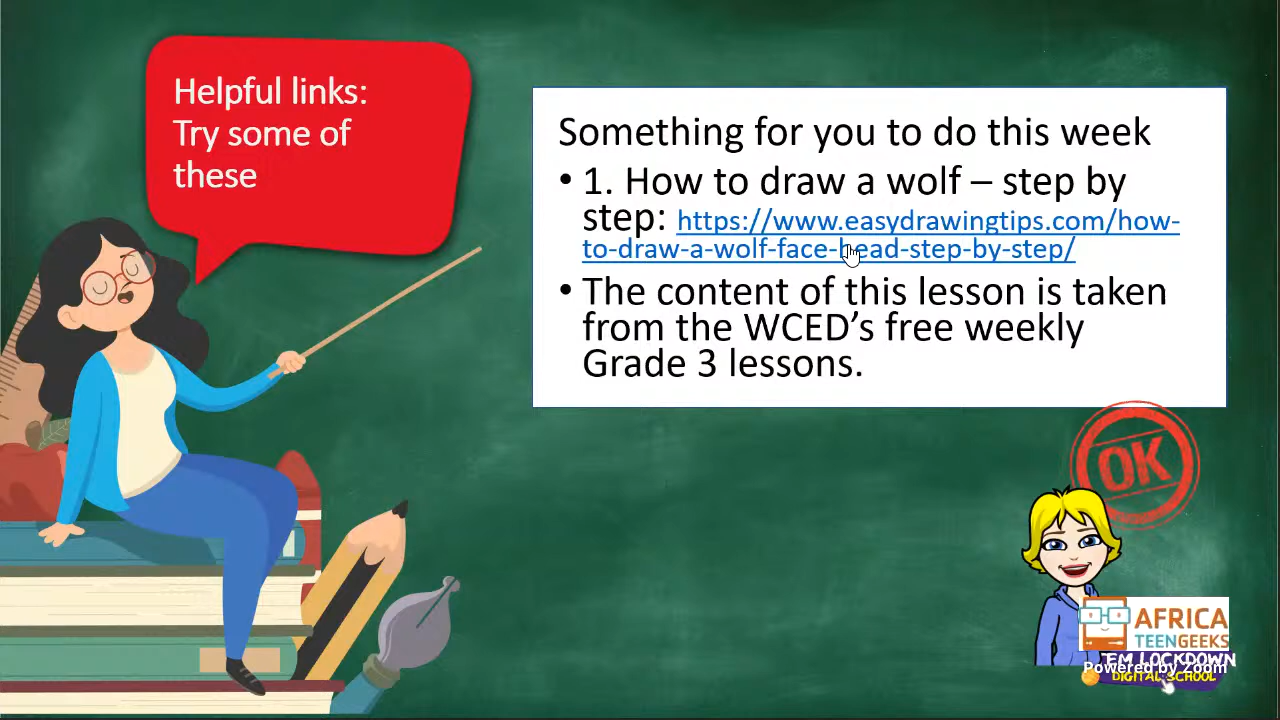 Helpful links:
Try some of
these
Something for you to do this week
• 1. How to draw a wolf – step by
step: https://www.easydrawingtips.com/how-
to-draw-a-wolf-face-head-step-by-step/
• The content of this lesson is taken
from the WCED’s free weekly
Grade 3 lessons.
OK
AFRICA
TEENGEEKS
LOCKDOWN
Powered by Zoom
DIGITAL SCHOOL